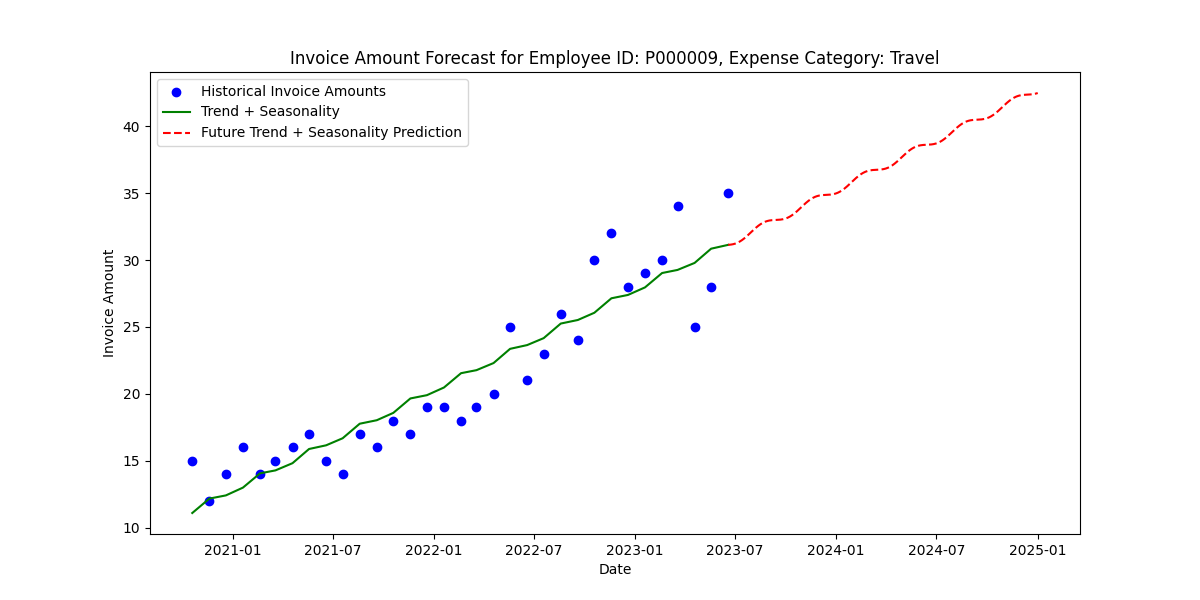 Invoice Amount Forecast for Employee ID: P000009, Expense Category: Travel
Historical Invoice Amounts
Trend + Seasonality
Future Trend + Seasonality Prediction
40
35
30
25
20
15
10
Invoice Amount
2021-01 2021-07 2022-01 2022-07 2023-01 2023-07 2024-01 2024-07 2025-01
Date